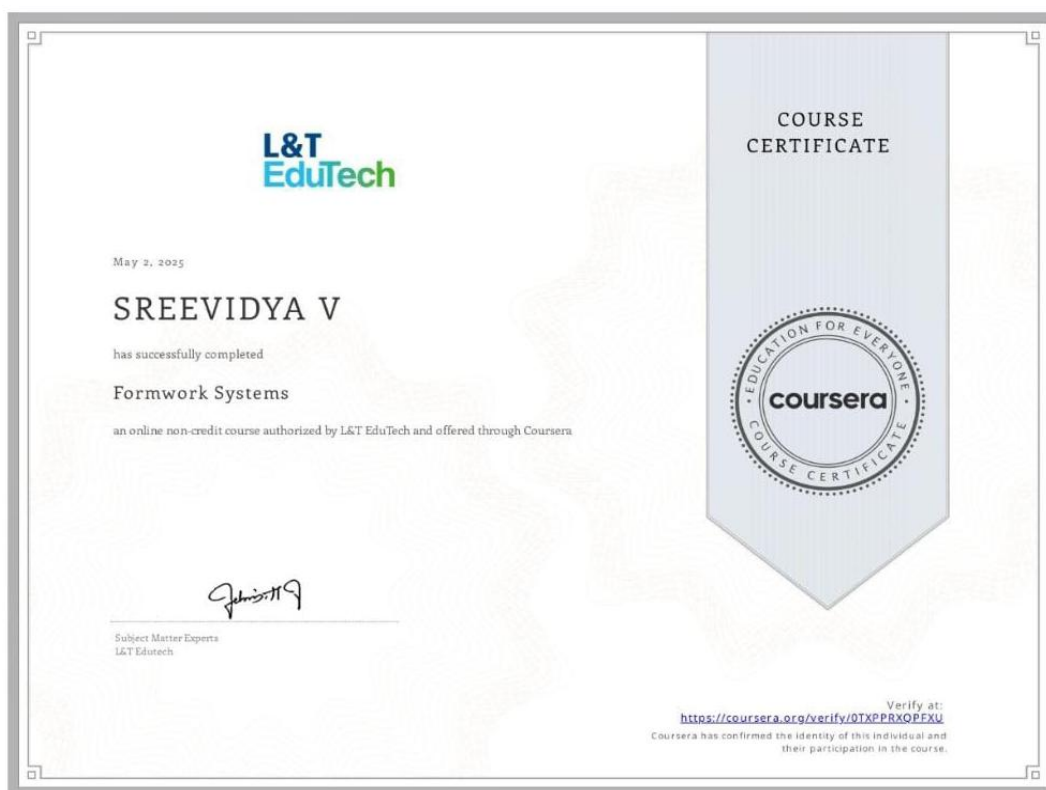 L&T
EduTech
COURSE
CERTIFICATE
May 2, 2025
SREEVIDYA V
has successfully completed
Formwork Systems
an online non-credit course authorized by L&T EduTech and offered through Coursera
EDUCATION FOR EVERYONE
coursera
COURSE CERTIFICATE
Subject Matter Experts
L&T Edutech
Verify at:
https://coursera.org/verify/0TXPPRXQPFXU
Coursera has confirmed the identity of this individual and
their participation in the course.